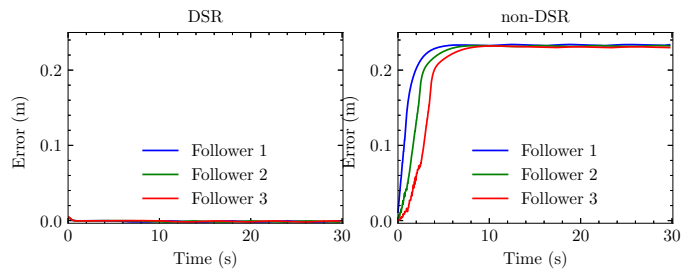 DSR
non-DSR
0.2
0.1
0.0
Error (m)
Follower 1
Follower 2
Follower 3
0 10 20 30
Time (s)
0.2
0.1
0.0
Error (m)
Follower 1
Follower 2
Follower 3
0 10 20 30
Time (s)